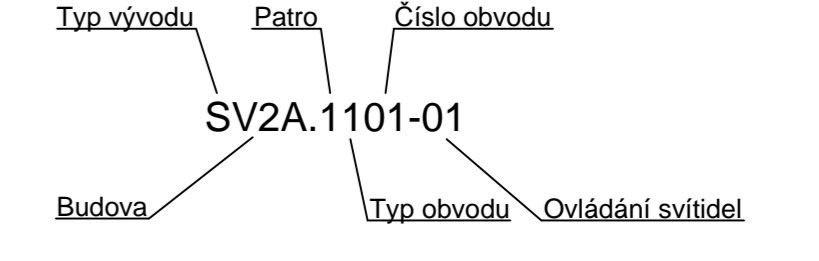 Typ vývodu Patro Číslo obvodu
SV2A.1101-01
Budova Typ obvodu Ovládání svítidel